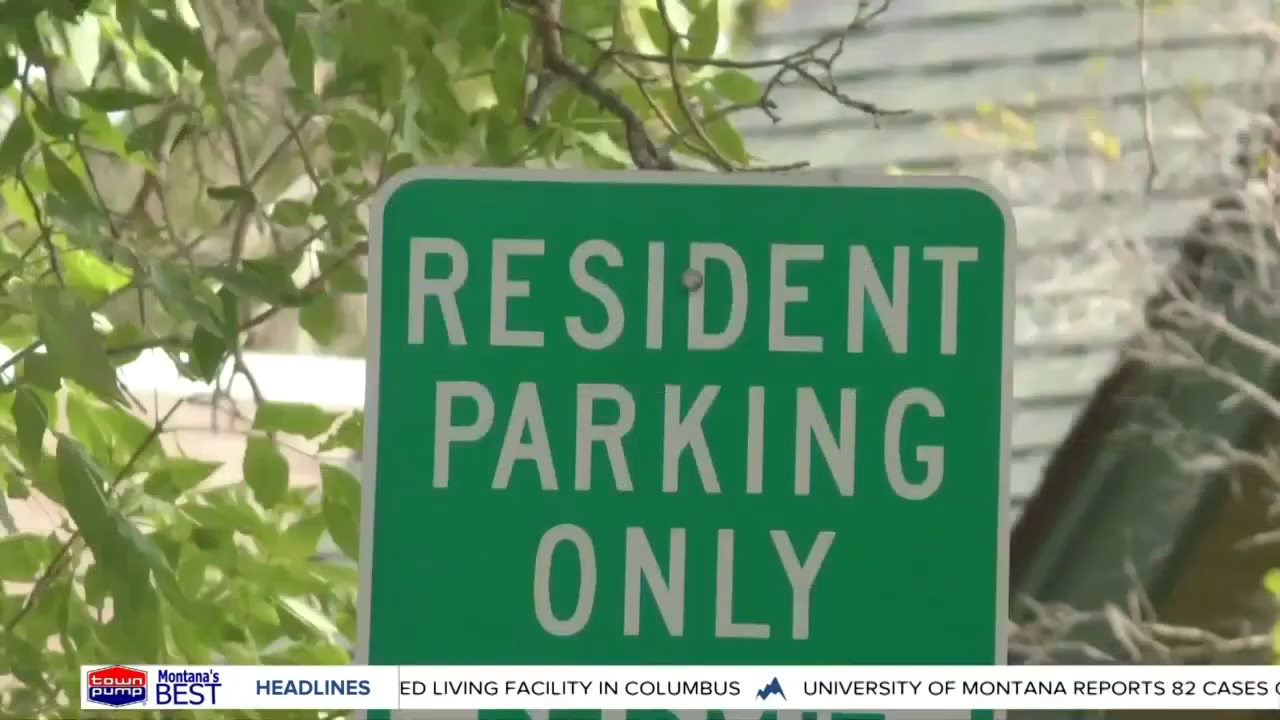 RESIDENT
PARKING
ONLY
town pump Montana's BEST HEADLINES ED LIVING FACILITY IN COLUMBUS UNIVERSITY OF MONTANA REPORTS 82 CASES